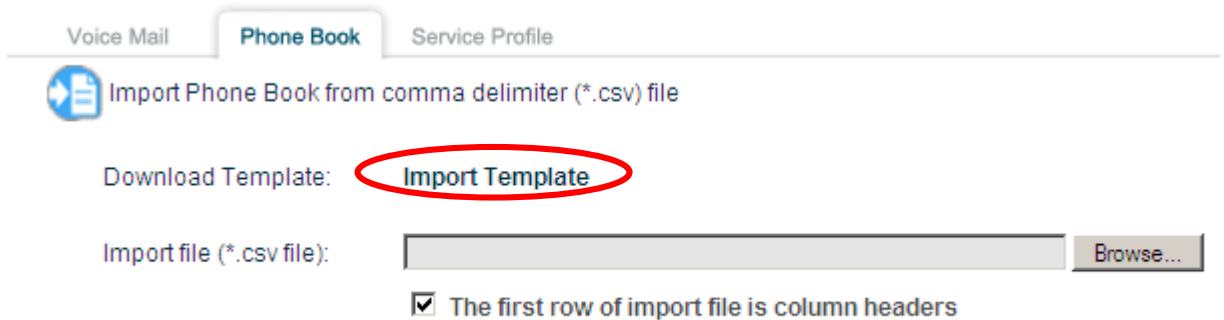 Voice Mail Phone Book Service Profile
Import Phone Book from comma delimiter (*.csv) file
Download Template: Import Template
Import file (*.csv file): Browse...
The first row of import file is column headers